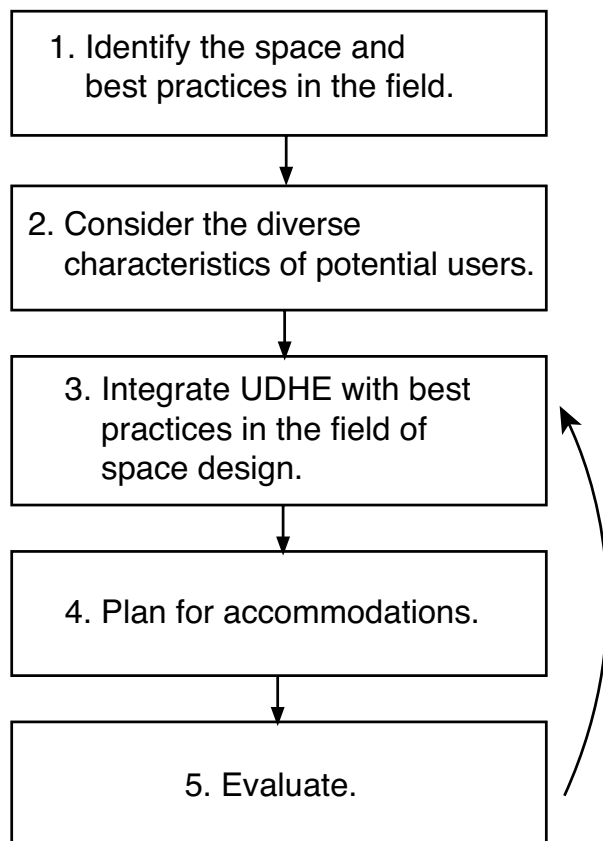 1. Identify the space and
best practices in the field.
2. Consider the diverse
characteristics of potential users.
3. Integrate UDHE with best
practices in the field of
space design.
4. Plan for accommodations.
5. Evaluate.